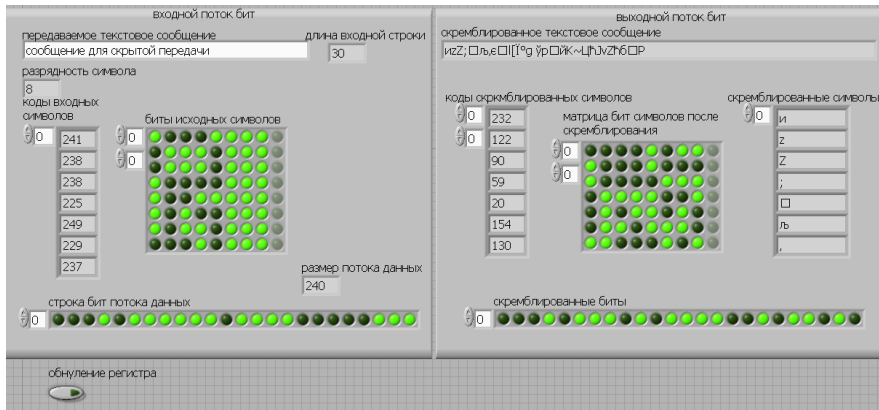 входной поток бит
передаваемое текстовое сообщение
длина входной строки
сообщение для скрытой передачи
30
разрядность символа
8
коды входных символов
биты исходных символов
0
0
0
241
238
238
225
249
229
237
размер потока данных
240
строка бит потока данных
0
выходной поток бит
скремблированное текстовое сообщение
коды скркмблированных символов
матрица бит символов после
скремблирования
скремблированные символы
0
0
0
0
0
232
122
90
59
20
154
130
и
z
Z
;
љ
‚
скремблированные биты
0
обнуление регистра